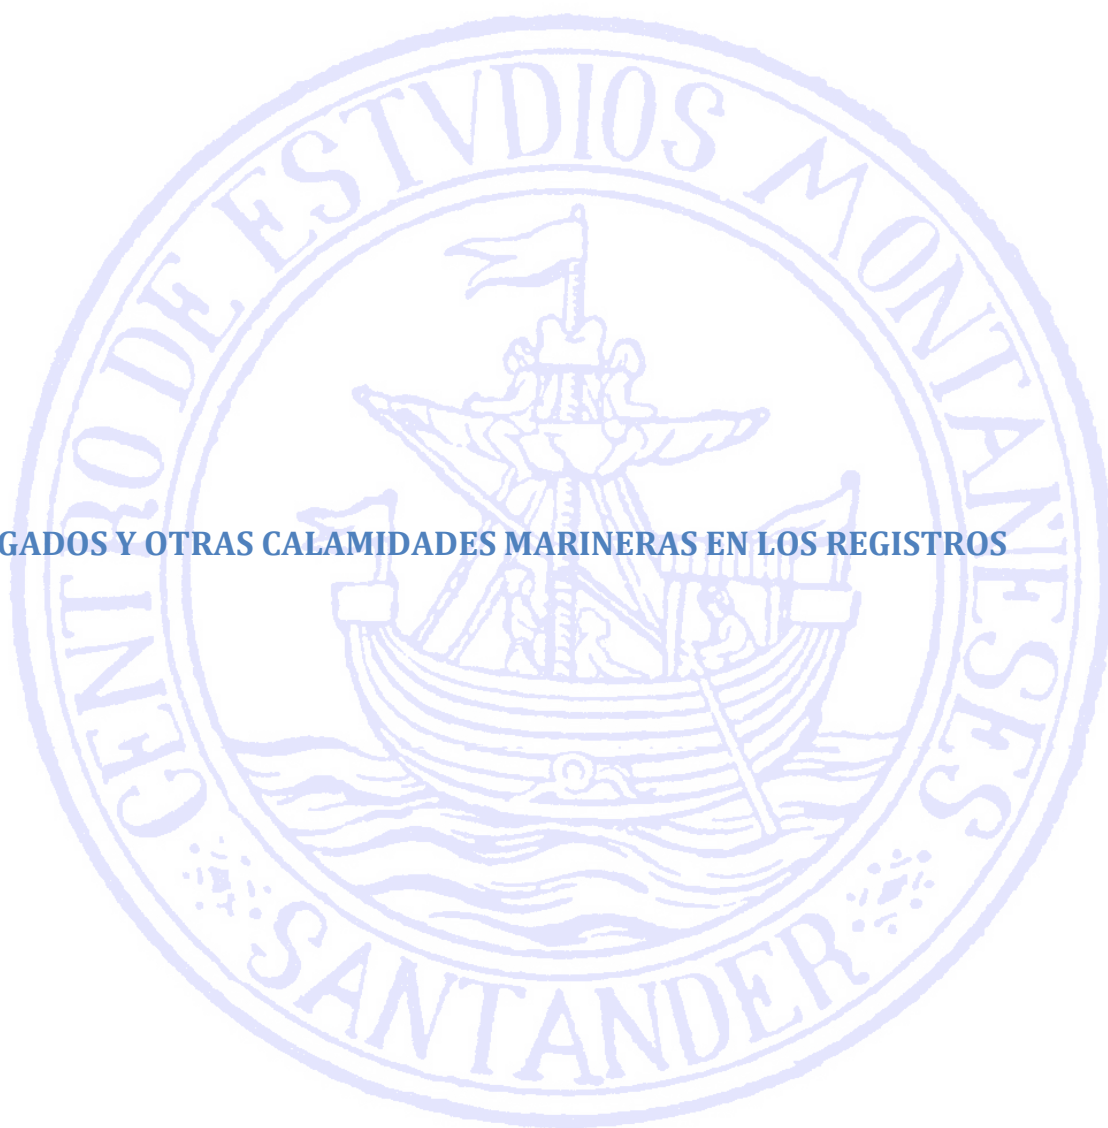 CENTRO DE ESTVDIOS MONTAÑESES
GADOS Y OTRAS CALAMIDADES MARINERAS EN LOS REGISTROS
SANTANDER